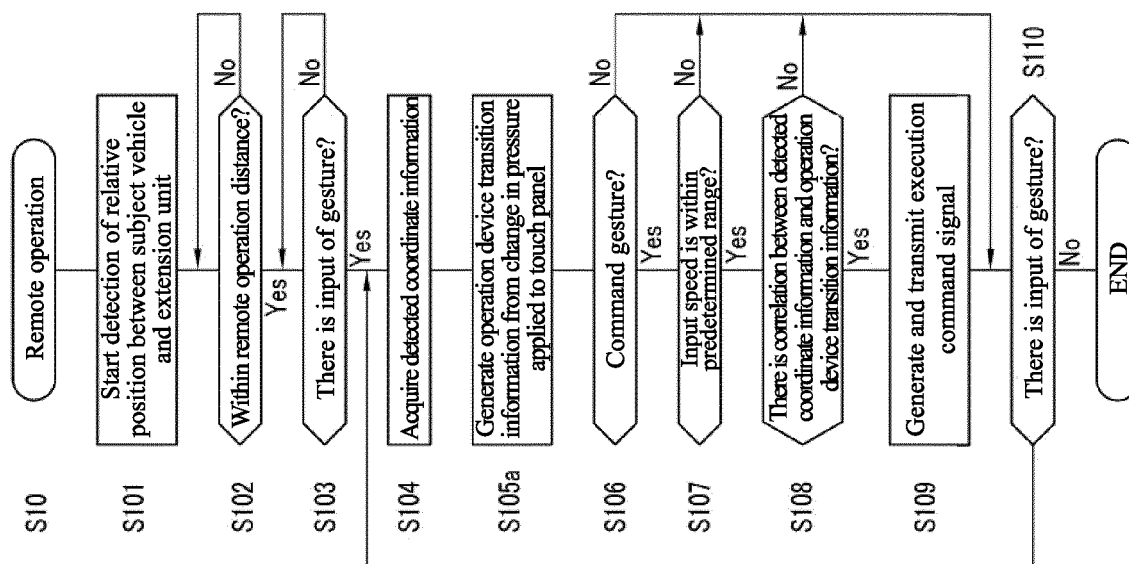 S10
Remote operation
S101
Start detection of relative
position between subject vehicle
and extension unit
S102
Within remote operation distance?
No
Yes
S103
There is input of gesture?
No
Yes
S104
Acquire detected coordinate information
S105a
Generate operation device transition
information from change in pressure
applied to touch panel
S106
Command gesture?
No
Yes
S107
Input speed is within
predetermined range?
No
Yes
S108
There is correlation between detected
coordinate information and operation
device transition information?
No
Yes
S109
Generate and transmit execution
command signal
S110
There is input of gesture?
No
END